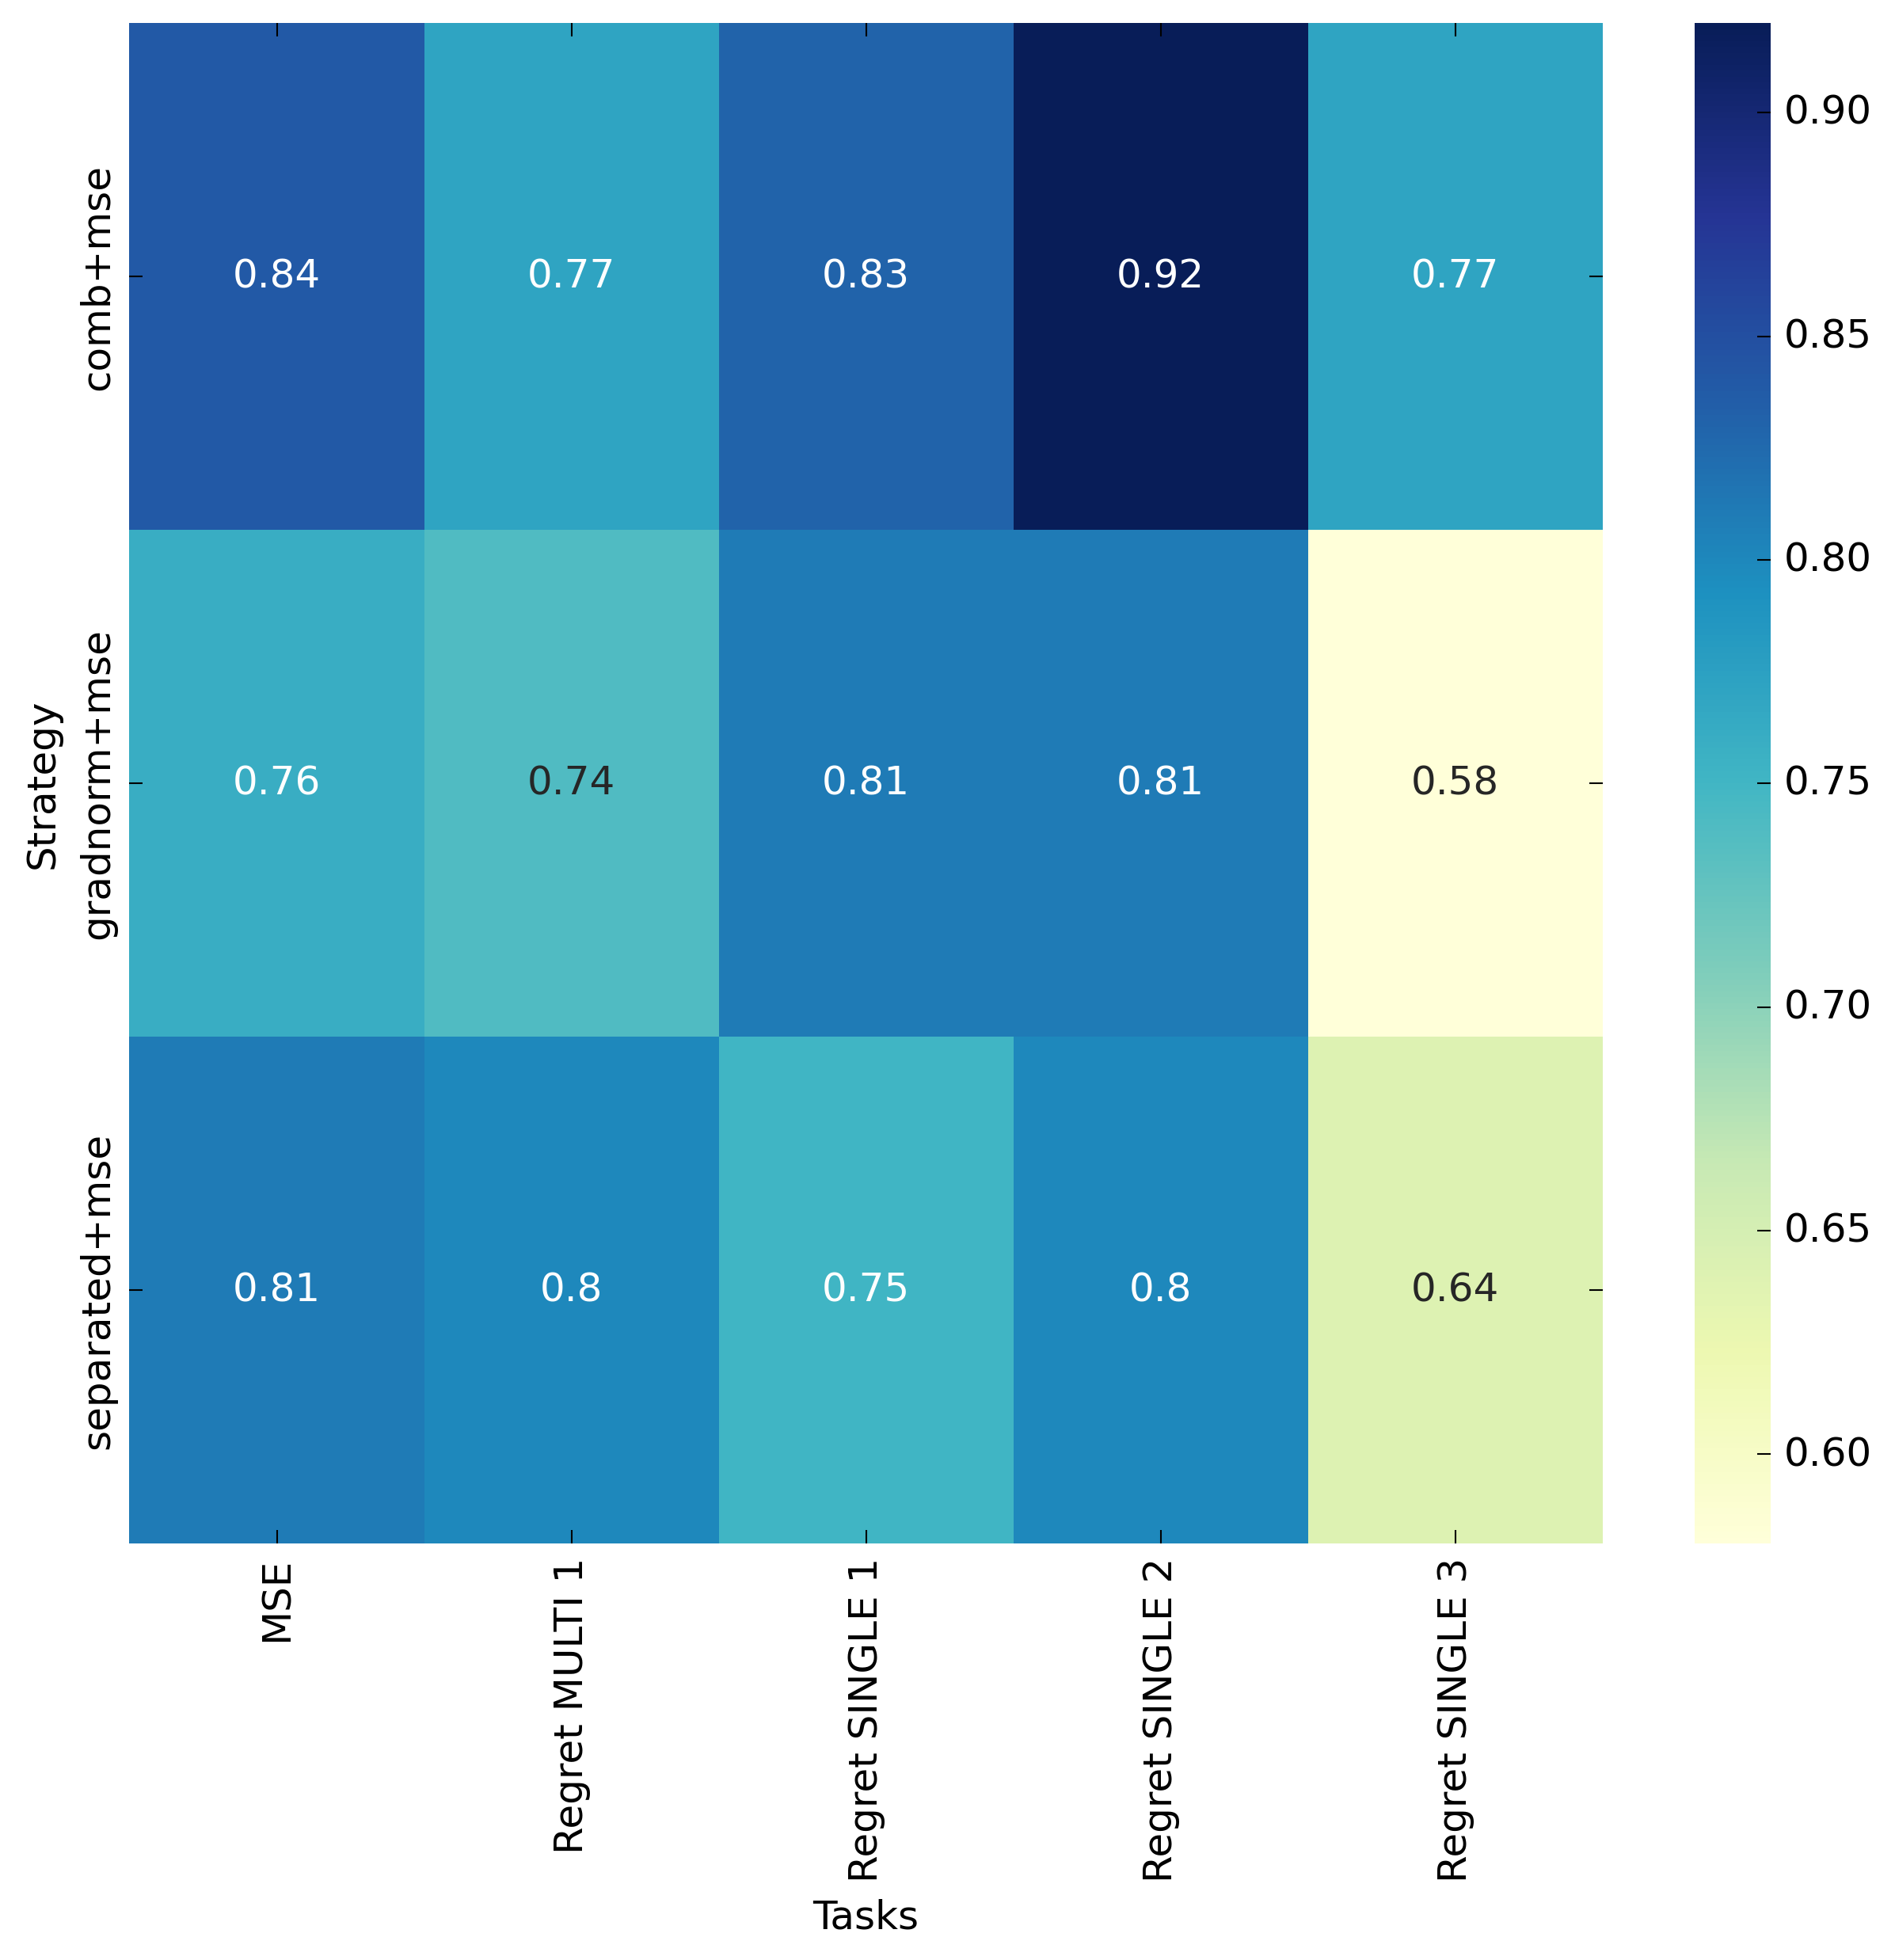 Strategy
comb+mse
0.84 0.77 0.83 0.92 0.77
gradnorm+mse
0.76 0.74 0.81 0.81 0.58
separated+mse
0.81 0.8 0.75 0.8 0.64
MSE
Regret MULTI 1
Regret SINGLE 1
Regret SINGLE 2
Regret SINGLE 3
Tasks
0.90
0.85
0.80
0.75
0.70
0.65
0.60